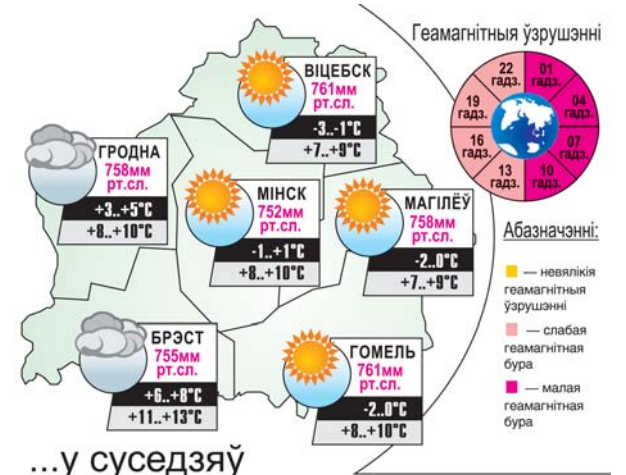 Геамагнітныя ўзрушэнні
22 гадз.
01 гадз.
04 гадз.
07 гадз.
10 гадз.
13 гадз.
16 гадз.
19 гадз.
ВІЦЕБСК
761мм
рт.сл.
-3..-1°C
+7..+9°C
ГРОДНА
758мм
рт.сл.
+3..+5°C
+8..+10°C
МІНСК
752мм
рт.сл.
-1..+1°C
+8..+10°C
МАГІЛЁЎ
758мм
рт.сл.
-2..0°C
+7..+9°C
БРЭСТ
755мм
рт.сл.
+6..+8°C
+11..+13°C
ГОМЕЛЬ
761мм
рт.сл.
-2..0°C
+8..+10°C
Абазначэнні:
— невялікія
геамагнітныя
ўзрушэнні
— слабая
геамагнітная
бура
— малая
геамагнітная
бура
...у суседзяў